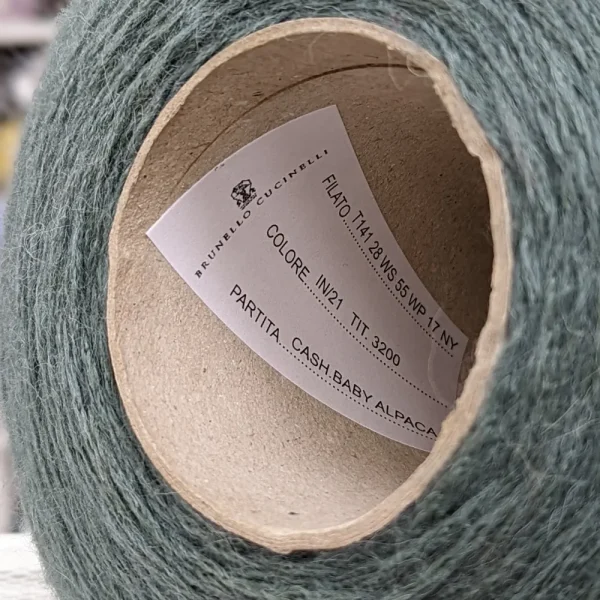 BRUNELLO CUCINELLI
FILATO T141 28 WS 55 WP 17 NY
COLORE IN/21 TIT. 3200
PARTITA CASH.BABY ALPACA